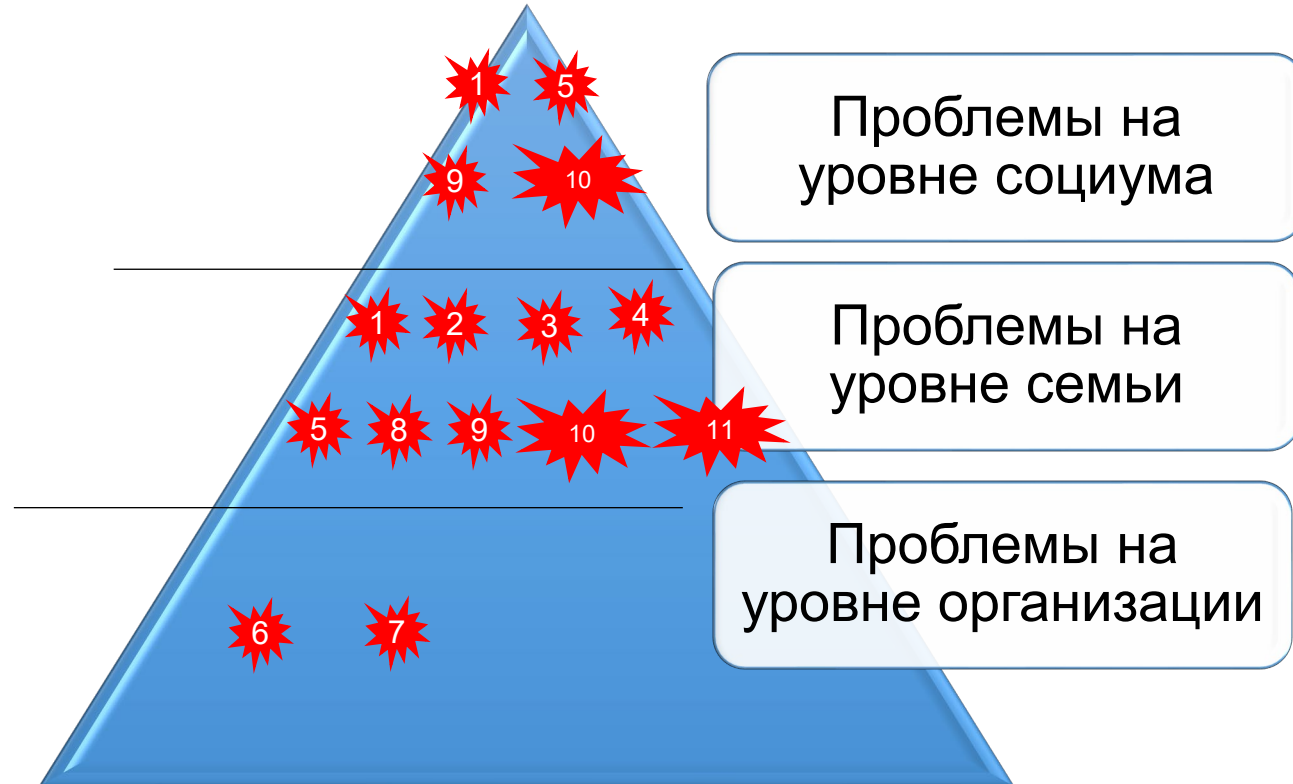 1 5
Проблемы на
уровне социума
9 10
1 2 3 4
Проблемы на
уровне семьи
5 8 9 10 11
Проблемы на
уровне организации
6 7